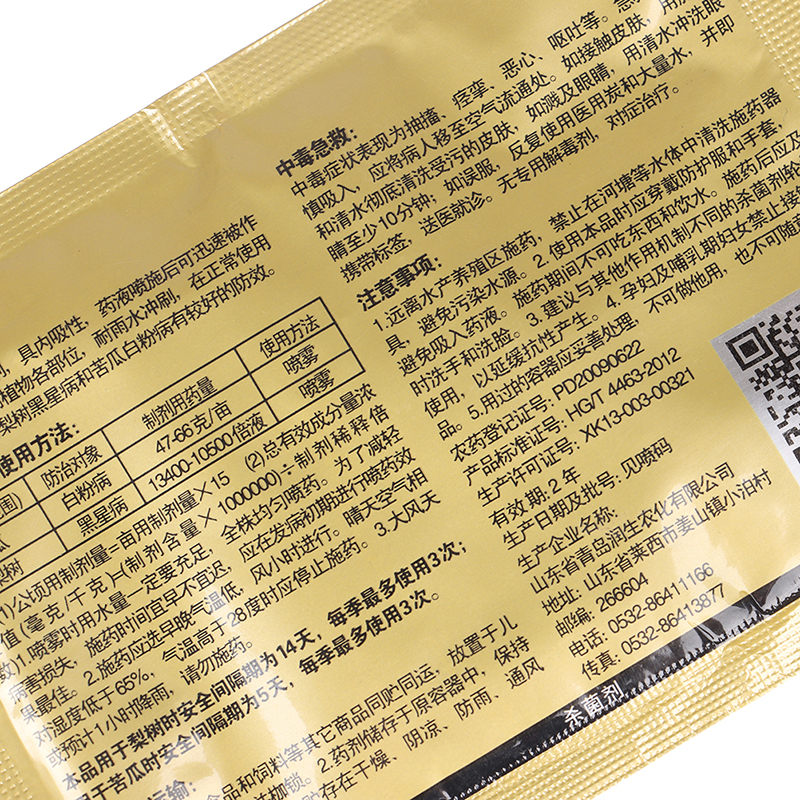 剂，具内吸性，药液喷施后可迅速被作
植物各部位，耐雨水冲刷，在正常使用
梨树黑星病和苦瓜白粉病有较好的防效。
使用方法：
防治对象 制剂用药量 使用方法
白粉病 47-66克/亩 喷雾
黑星病 13400-10500倍液 喷雾
(1)公顷用制剂量=亩用制剂量×15 (2)总有效成分量浓
值(毫克/千克)=(制剂含量×1000000)÷制剂稀释倍
数)1.喷雾时用水量一定要充足，全株均匀喷药。为了减轻
病害损失，施药时间宜早不宜迟，应在发病初期进行喷药效
果最佳。2.施药应选早晚气温低，风小时进行。晴天空气相
对湿度低于65%，气温高于28度时应停止施药。3.大风天
或预计1小时降雨，请勿施药。
本品用于梨树时安全间隔期为14天，每季最多使用3次；
用于苦瓜时安全间隔期为5天，每季最多使用3次。
运输：
食品和饲料等其它商品同贮同运，放置于儿
并加锁。2.药剂储存于原容器中，保持
贮存在干燥、阴凉、防雨、通风
中毒急救：
中毒症状表现为抽搐、痉挛、恶心、呕吐等。
慎吸入，应将病人移至空气流通处。如接触皮肤，用
和清水彻底清洗受污的皮肤，如溅及眼睛，用清水冲洗眼
睛至少10分钟；如误服，反复使用医用炭和大量水，并即
携带标签，送医就诊。无专用解毒剂，对症治疗。
注意事项：
1.远离水产养殖区施药，禁止在河塘等水体中清洗施药器
具，避免污染水源。2.使用本品时应穿戴防护服和手套，
避免吸入药液。施药期间不可吃东西和饮水。施药后应及
时洗手和洗脸。3.建议与其他作用机制不同的杀菌剂轮
使用，以延缓抗性产生。4.孕妇及哺乳期妇女禁止接
品。5.用过的容器应妥善处理，不可做他用，也不可随
农药登记证号：PD20090622
产品标准证号：HG/T 4463-2012
生产许可证号：XK13-003-00321
有效期：2年
生产日期及批号：见喷码
生产企业名称：
山东省青岛润生农化有限公司
地址：山东省莱西市姜山镇小泊村
邮编：266604
电话：0532-86411166
传真：0532-86413877
杀菌剂